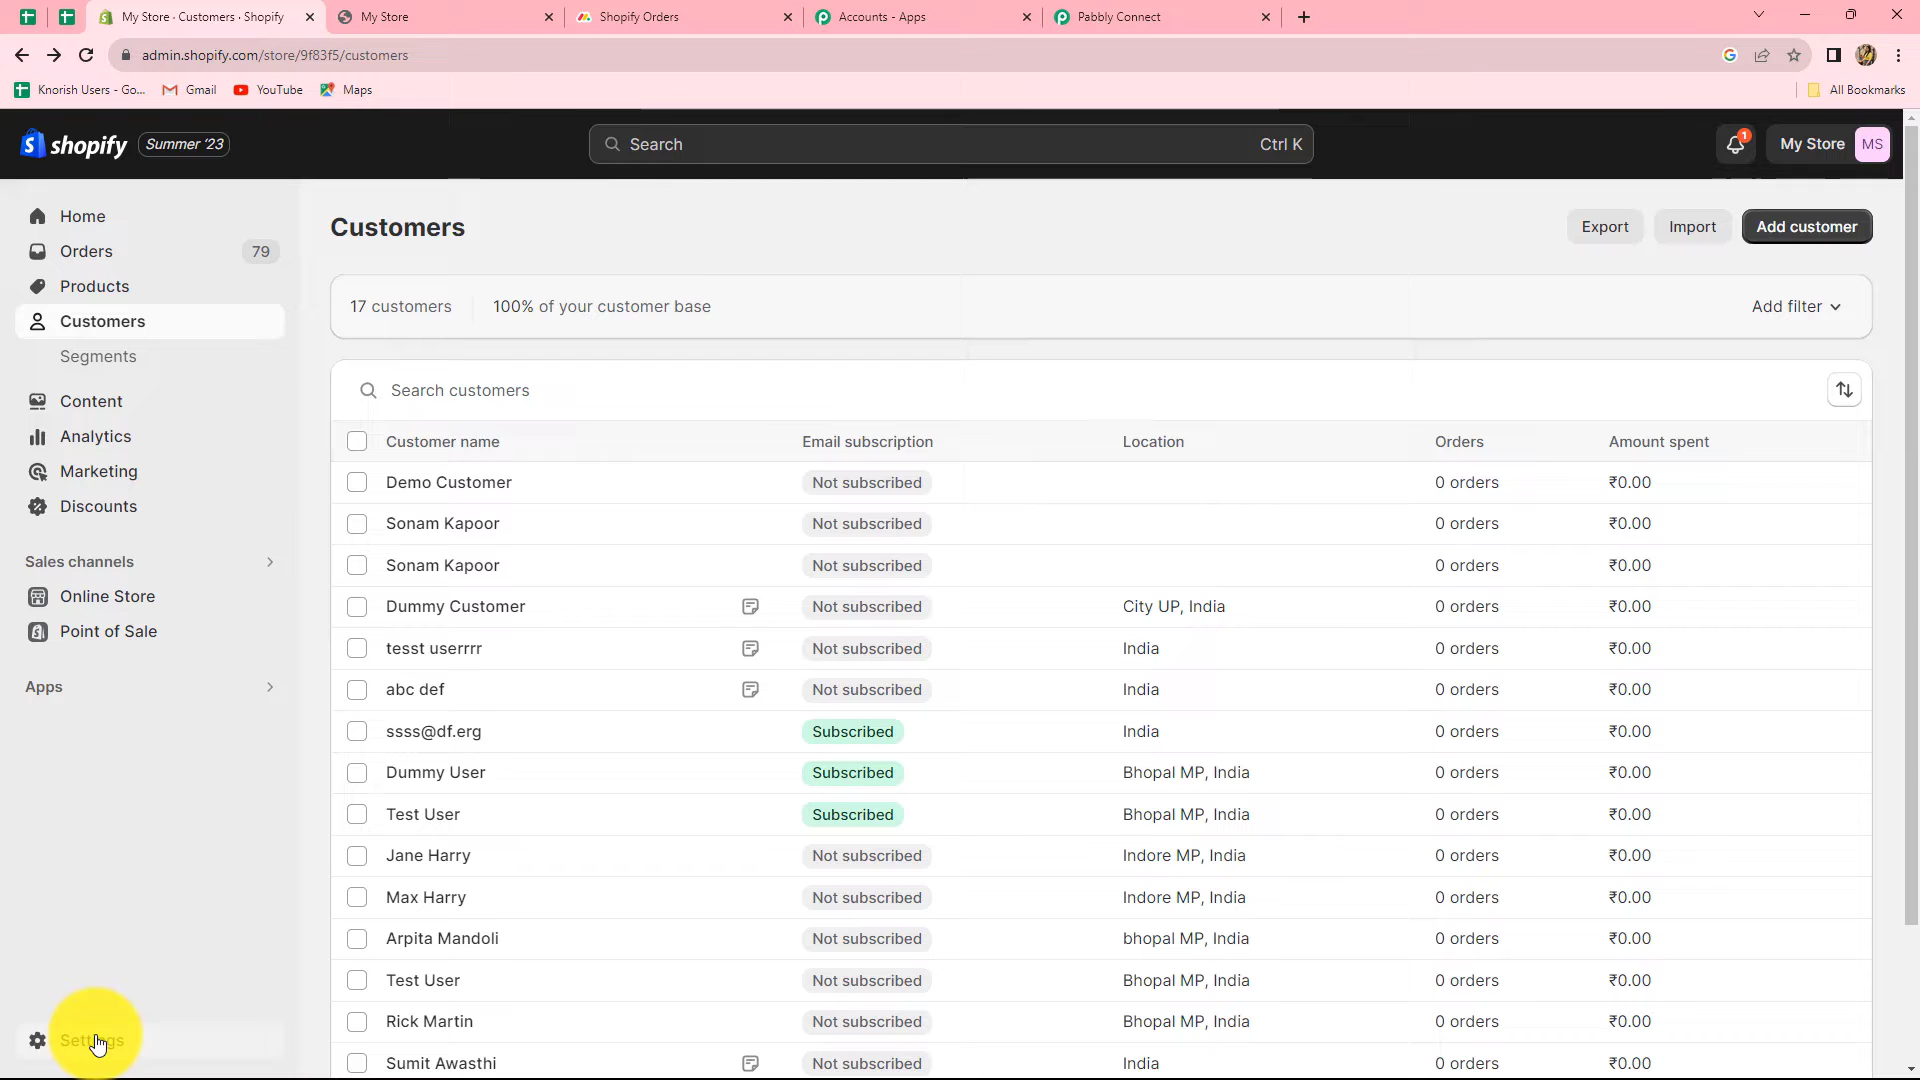 My Store · Customers · Shopify
My Store
Shopify Orders
Accounts - Apps
Pabbly Connect
admin.shopify.com/store/9f83f5/customers
Knorish Users - Go...
Gmail
YouTube
Maps
All Bookmarks
shopify
Summer '23
Search
Ctrl K
1
My Store
MS
Home
Orders
79
Products
Customers
Segments
Content
Analytics
Marketing
Discounts
Sales channels
Online Store
Point of Sale
Apps
Settings
Customers
Export
Import
Add customer
17 customers
100% of your customer base
Add filter
Search customers
Customer name Email subscription Location Orders Amount spent
Demo Customer Not subscribed 0 orders ₹0.00
Sonam Kapoor Not subscribed 0 orders ₹0.00
Sonam Kapoor Not subscribed 0 orders ₹0.00
Dummy Customer Not subscribed City UP, India 0 orders ₹0.00
tesst userrrr Not subscribed India 0 orders ₹0.00
abc def Not subscribed India 0 orders ₹0.00
ssss@df.erg Subscribed India 0 orders ₹0.00
Dummy User Subscribed Bhopal MP, India 0 orders ₹0.00
Test User Subscribed Bhopal MP, India 0 orders ₹0.00
Jane Harry Not subscribed Indore MP, India 0 orders ₹0.00
Max Harry Not subscribed Indore MP, India 0 orders ₹0.00
Arpita Mandoli Not subscribed bhopal MP, India 0 orders ₹0.00
Test User Not subscribed Bhopal MP, India 0 orders ₹0.00
Rick Martin Not subscribed Bhopal MP, India 0 orders ₹0.00
Sumit Awasthi Not subscribed India 0 orders ₹0.00